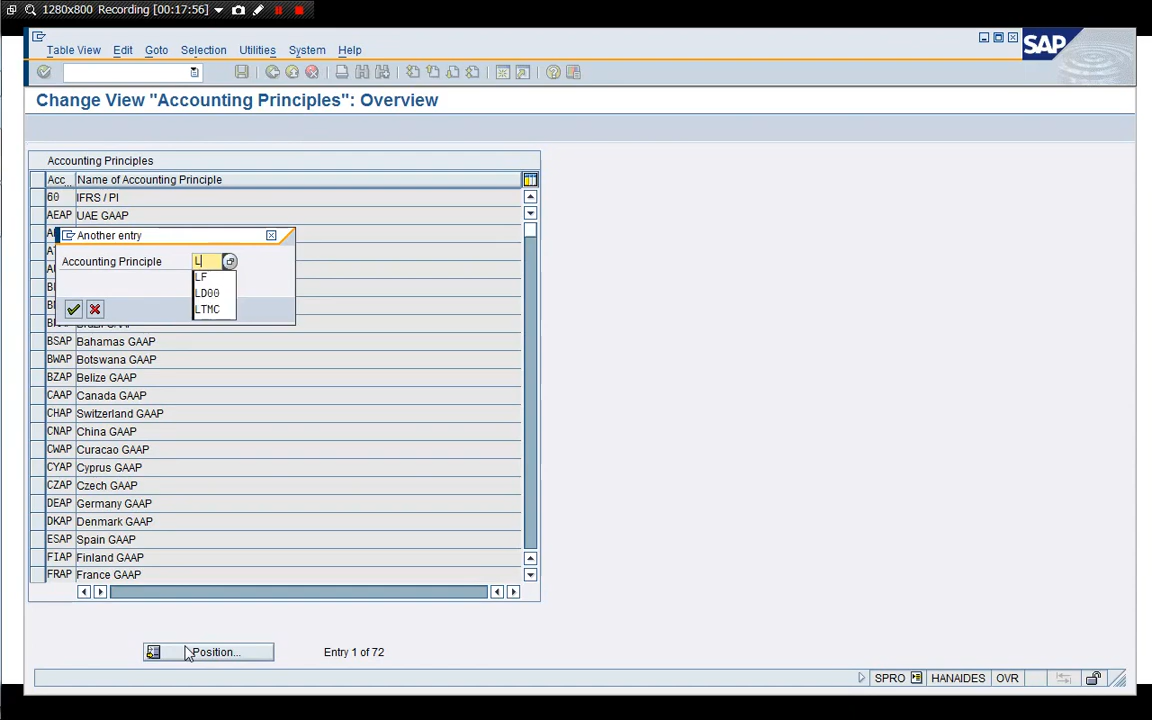 1280x800 Recording [00:17:56]
Table View Edit Goto Selection Utilities System Help
SAP
Change View "Accounting Principles": Overview
Accounting Principles
Acc... Name of Accounting Principle
60 IFRS / PI
AEAP UAE GAAP
Another entry
Accounting Principle L
LF
LD00
LTMC
BSAP Bahamas GAAP
BWAP Botswana GAAP
BZAP Belize GAAP
CAAP Canada GAAP
CHAP Switzerland GAAP
CNAP China GAAP
CWAP Curacao GAAP
CYAP Cyprus GAAP
CZAP Czech GAAP
DEAP Germany GAAP
DKAP Denmark GAAP
ESAP Spain GAAP
FIAP Finland GAAP
FRAP France GAAP
Position... Entry 1 of 72
SPRO HANAIDES OVR